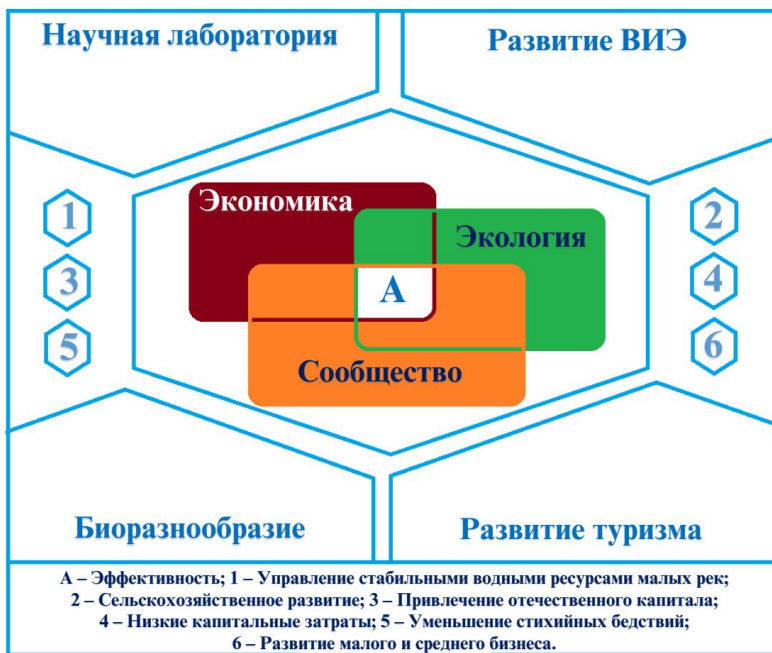 Научная лаборатория
Развитие ВИЭ
Экономика
Экология
1
2
3
А
4
5
6
Сообщество
Биоразнообразие
Развитие туризма
А – Эффективность; 1 – Управление стабильными водными ресурсами малых рек;
2 – Сельскохозяйственное развитие; 3 – Привлечение отечественного капитала;
4 – Низкие капитальные затраты; 5 – Уменьшение стихийных бедствий;
6 – Развитие малого и среднего бизнеса.